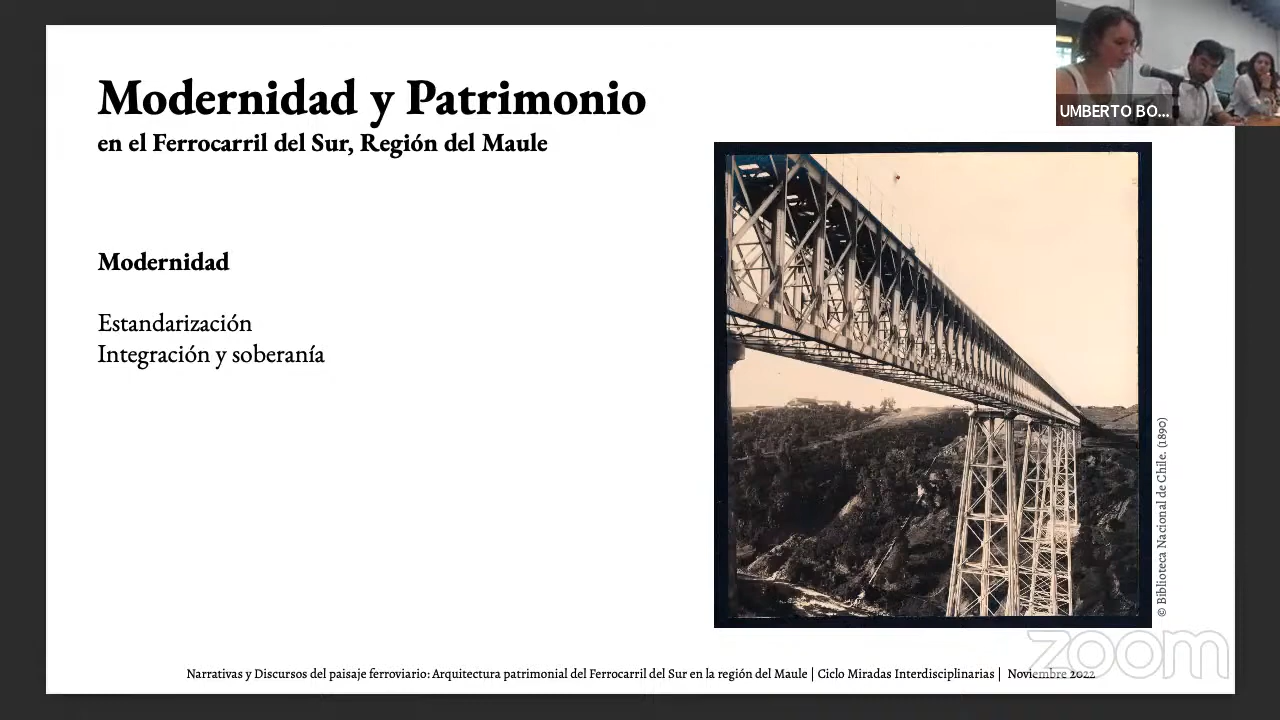 Modernidad y Patrimonio
en el Ferrocarril del Sur, Región del Maule
UMBERTO BO...
Modernidad
Estandarización
Integración y soberanía
© Biblioteca Nacional de Chile. (1890)
zoom
Narrativas y Discursos del paisaje ferroviario: Arquitectura patrimonial del Ferrocarril del Sur en la región del Maule | Ciclo Miradas Interdisciplinarias | Noviembre 2022